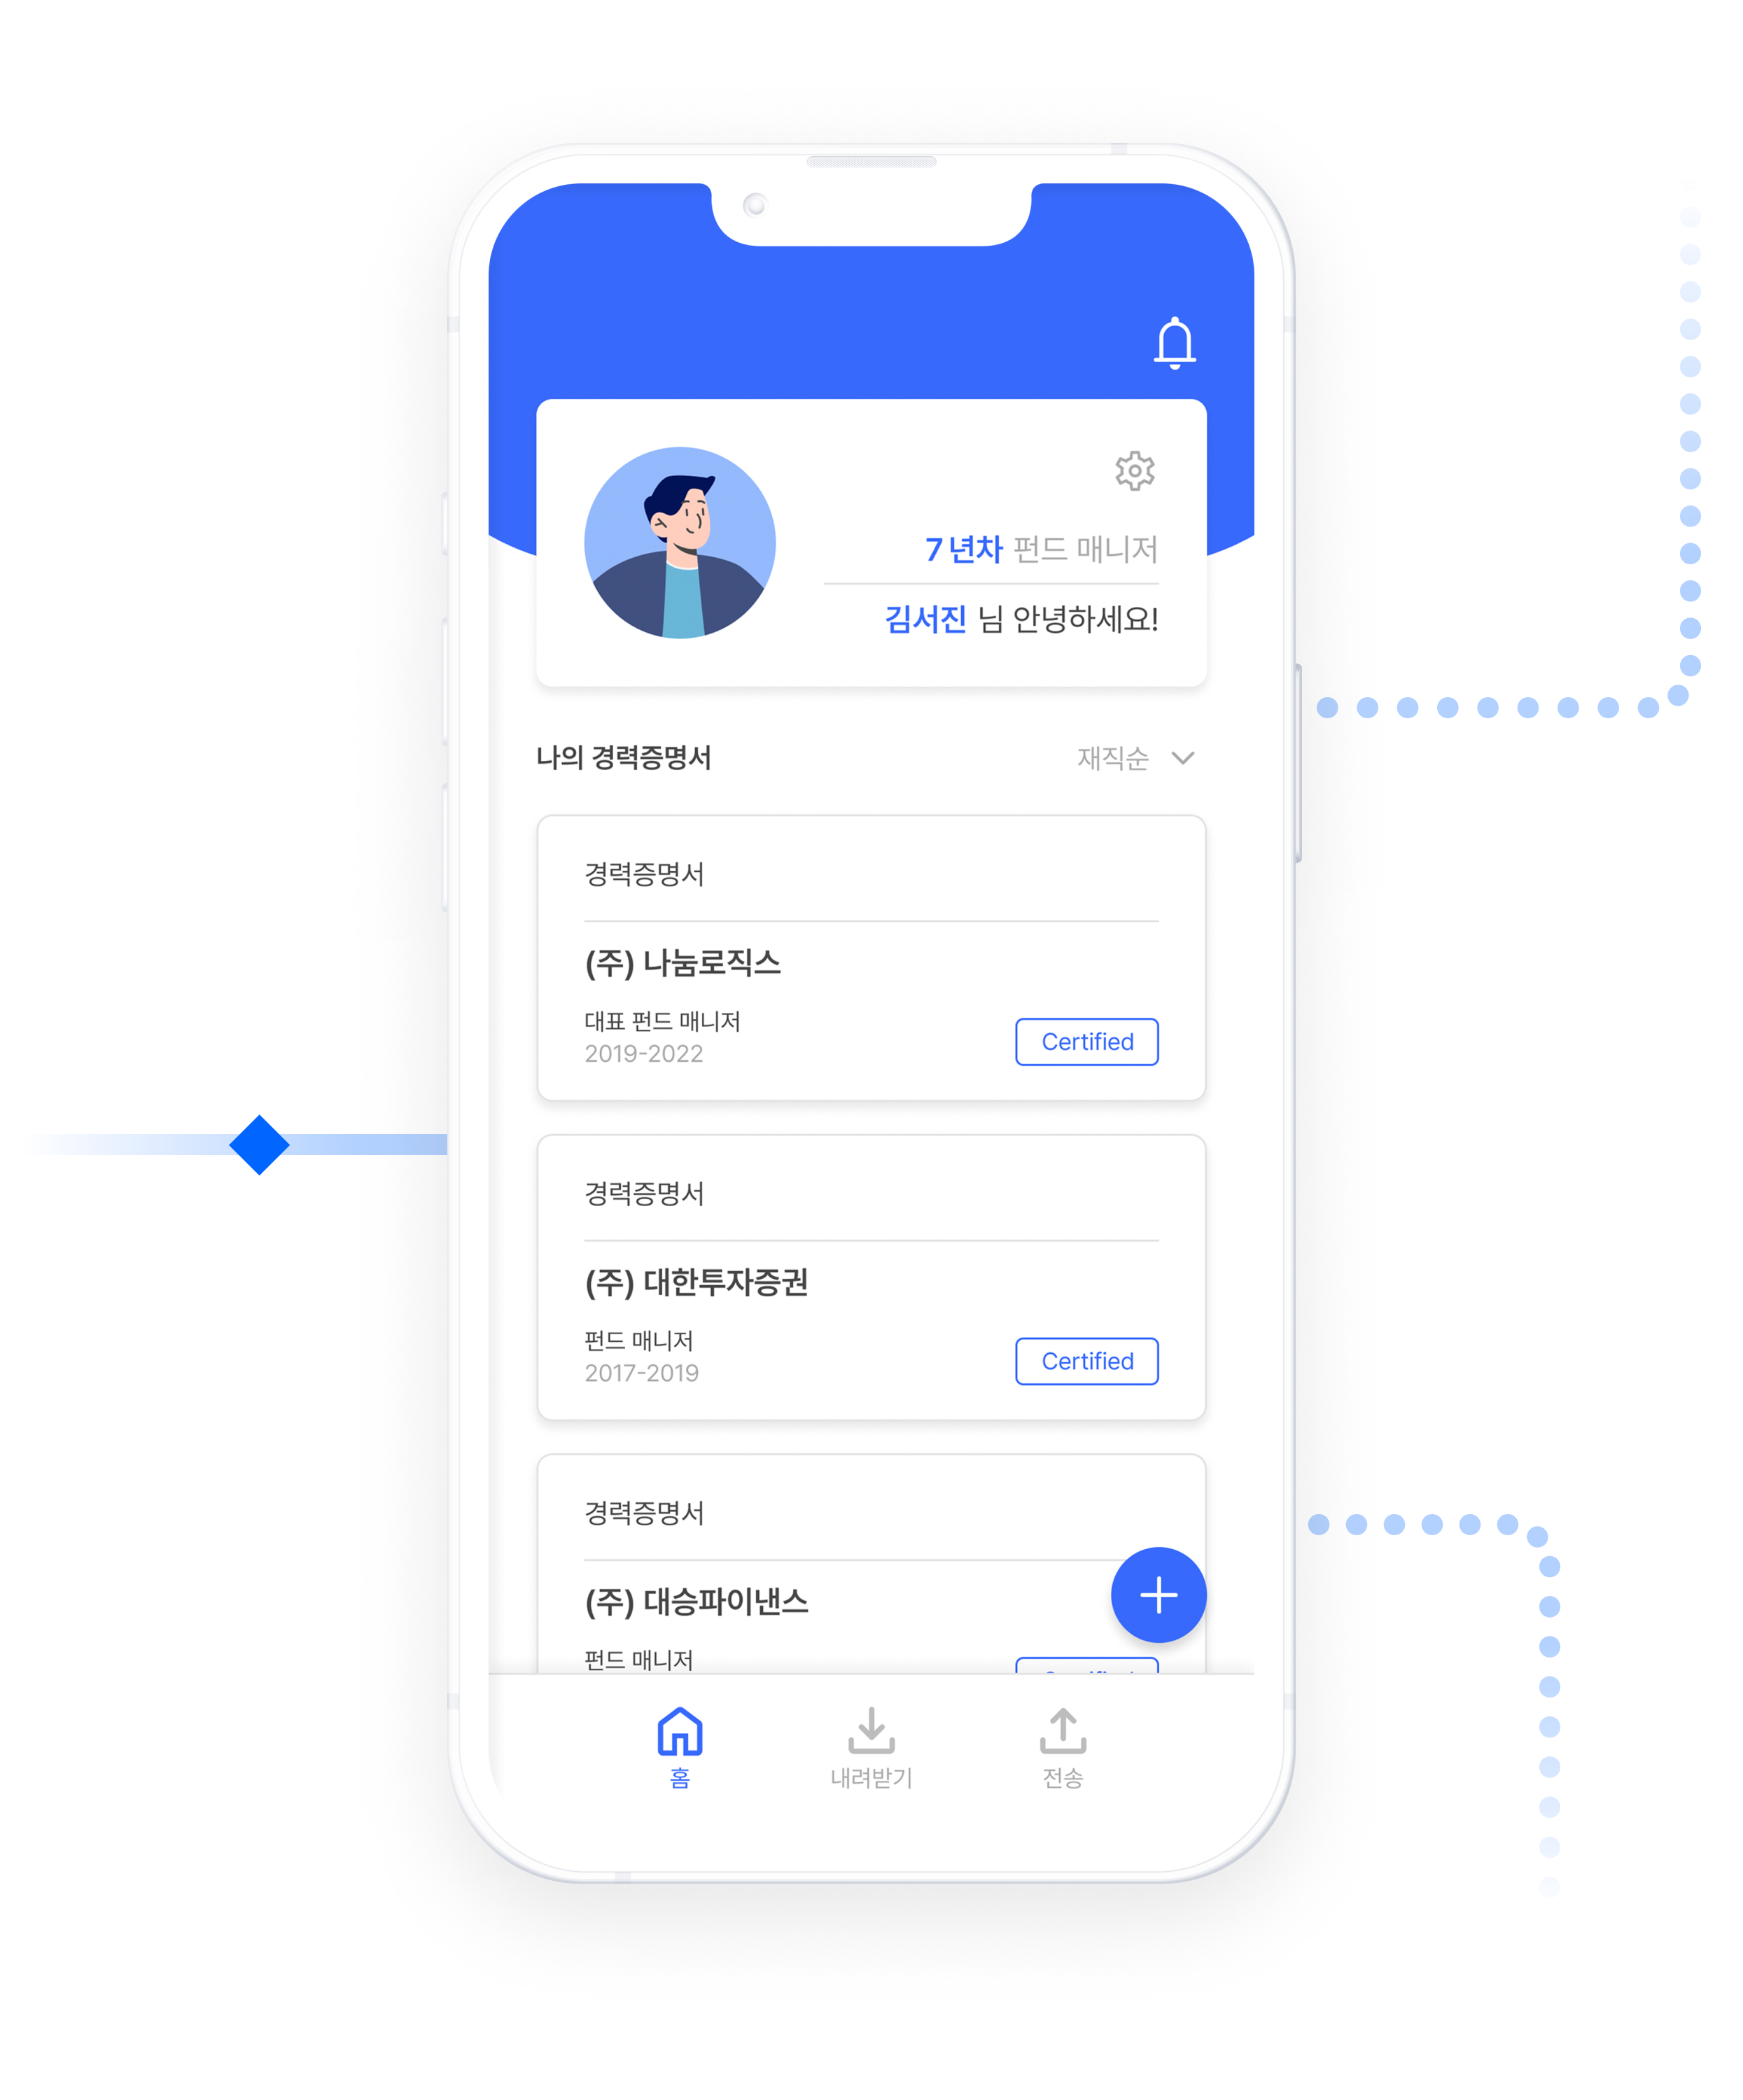 7 년차 펀드 매니저
김서진 님 안녕하세요!
나의 경력증명서 재직순
경력증명서
(주) 나눔로직스
대표 펀드 매니저
2019-2022 Certified
경력증명서
(주) 대한투자증권
펀드 매니저
2017-2019 Certified
경력증명서
(주) 대승파이낸스
펀드 매니저
홈 내려받기 전송